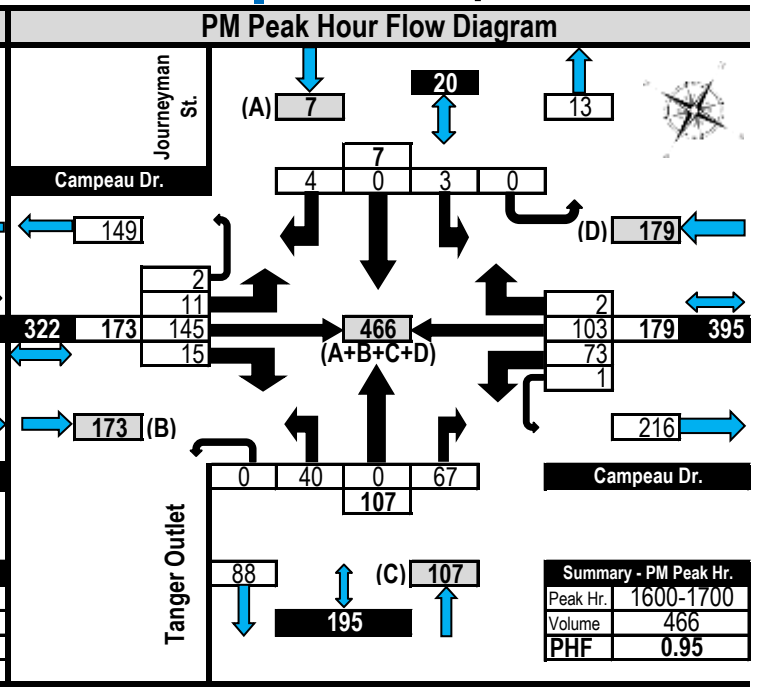 PM Peak Hour Flow Diagram
Journeyman St.
(A) 7
20
13
7
4 0 3 0
Campeau Dr.
149
(D) 179
2
11
322 173 145
15
466
(A+B+C+D)
2
103 179 395
73
1
173 (B)
216
0 40 0 67
107
Campeau Dr.
Tanger Outlet
88
(C) 107
195
Summary - PM Peak Hr.
Peak Hr. 1600-1700
Volume 466
PHF 0.95